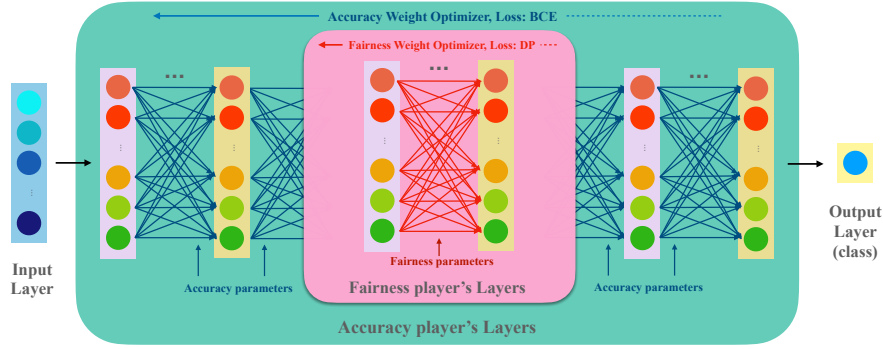 Accuracy Weight Optimizer, Loss: BCE
Fairness Weight Optimizer, Loss: DP
...
...
...
Input
Layer
Accuracy parameters
Fairness parameters
Accuracy parameters
Output
Layer
(class)
Fairness player's Layers
Accuracy player's Layers